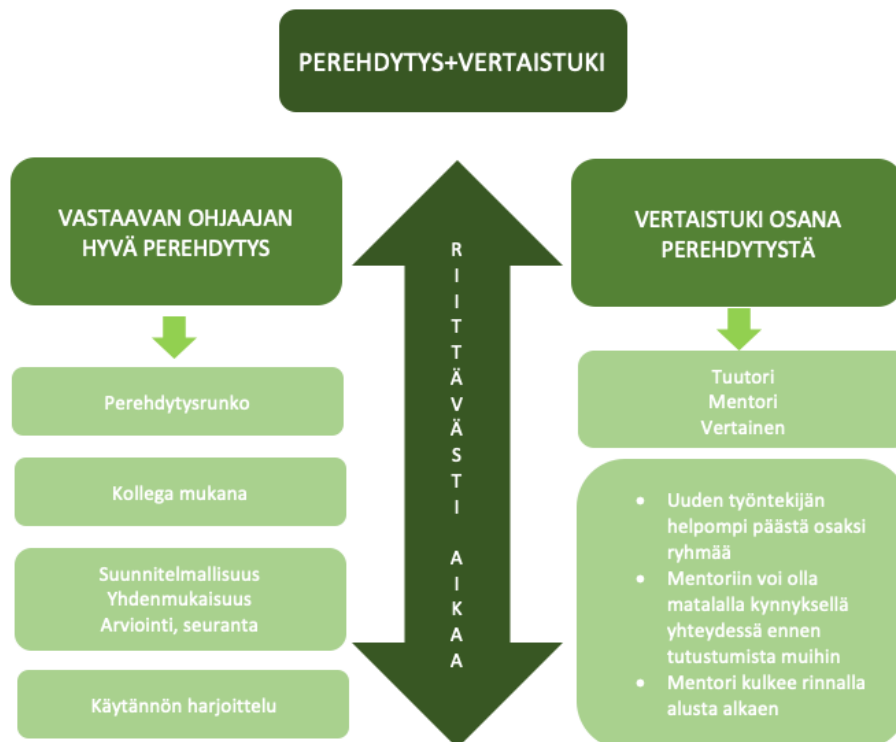 PEREHDYTYS+VERTAISTUKI
VASTAAVAN OHJAAJAN
HYVÄ PEREHDYTYS
Perehdytysrunko
Kollega mukana
Suunnitelmallisuus
Yhdenmukaisuus
Arviointi, seuranta
Käytännön harjoittelu
RIITTÄVÄSTI AIKAA
VERTAISTUKI OSANA
PEREHDYTYSTÄ
Tuutori
Mentori
Vertainen
• Uuden työntekijän
helpompi päästä osaksi
ryhmää
• Mentoriin voi olla
matalalla kynnyksellä
yhteydessä ennen
tutustumista muihin
• Mentori kulkee rinnalla
alusta alkaen